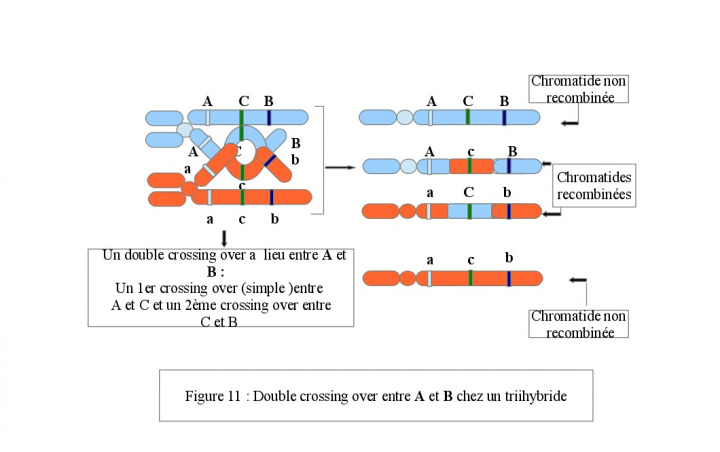 Chromatide non
recombinée
A C B
A C B
A
C
B
b
a
c
a c b
A c B
Chromatides
recombinées
a C b
a c b
Un double crossing over a lieu entre A et
B :
Un 1er crossing over (simple )entre
A et C et un 2ème crossing over entre
C et B
Chromatide non
recombinée
Figure 11 : Double crossing over entre A et B chez un triihybride